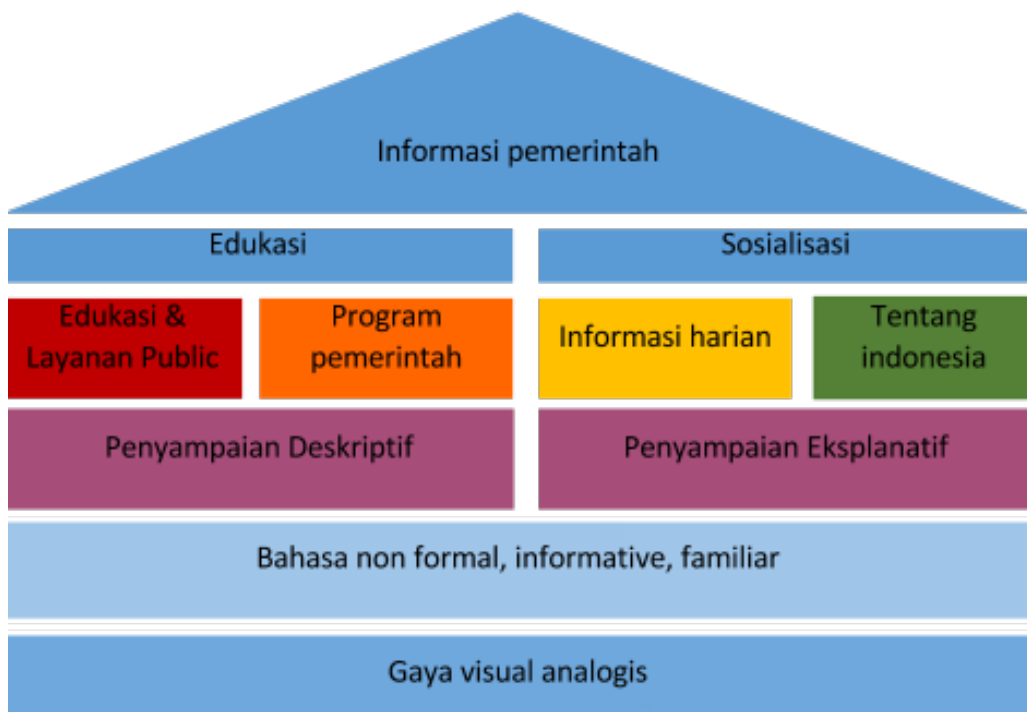 Informasi pemerintah
Edukasi
Sosialisasi
Edukasi &
Layanan Public
Program
pemerintah
Informasi harian
Tentang
indonesia
Penyampaian Deskriptif
Penyampaian Eksplanatif
Bahasa non formal, informative, familiar
Gaya visual analogis